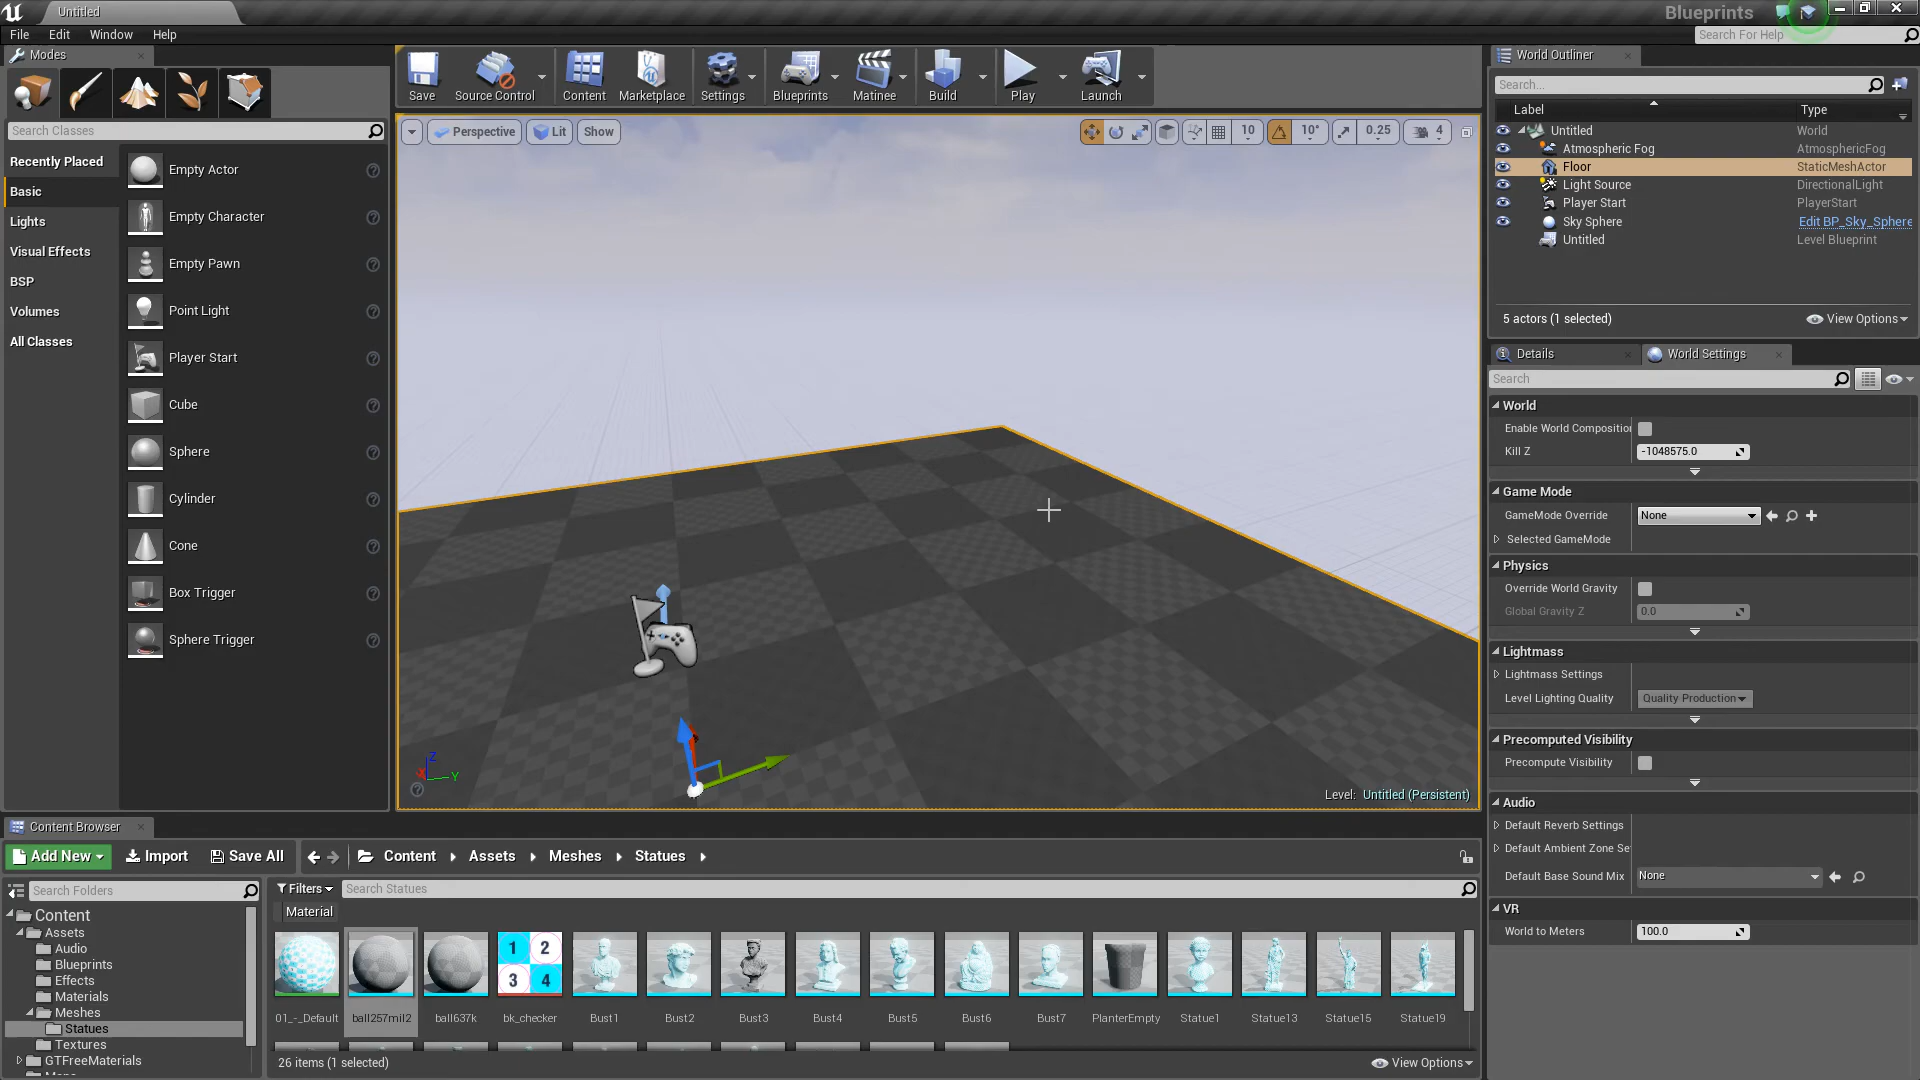 Untitled
Blueprints
File Edit Window Help
Search For Help
Modes
Search Classes
Recently Placed
Basic
Lights
Visual Effects
BSP
Volumes
All Classes
Empty Actor
Empty Character
Empty Pawn
Point Light
Player Start
Cube
Sphere
Cylinder
Cone
Box Trigger
Sphere Trigger
Save
Source Control
Content
Marketplace
Settings
Blueprints
Matinee
Build
Play
Launch
Perspective Lit Show
10 10° 0.25 4
X Y Z
Level: Untitled (Persistent)
World Outliner
Search...
Label Type
Untitled World
Atmospheric Fog AtmosphericFog
Floor StaticMeshActor
Light Source DirectionalLight
Player Start PlayerStart
Sky Sphere Edit BP_Sky_Sphere
Untitled Level Blueprint
5 actors (1 selected) View Options
Details World Settings
Search
World
Enable World Compositio
Kill Z -1048575.0
Game Mode
GameMode Override None
Selected GameMode
Physics
Override World Gravity
Global Gravity Z 0.0
Lightmass
Lightmass Settings
Level Lighting Quality Quality Production
Precomputed Visibility
Precompute Visibility
Audio
Default Reverb Settings
Default Ambient Zone Se
Default Base Sound Mix None
VR
World to Meters 100.0
Content Browser
Add New Import Save All Content Assets Meshes Statues
Search Folders
Content
Assets
Audio
Blueprints
Effects
Materials
Meshes
Statues
Textures
GTFreeMaterials
Filters Search Statues
Material
1 2
3 4
01_-_Default ball257mil2 ball637k bk_checker Bust1 Bust2 Bust3 Bust4 Bust5 Bust6 Bust7 PlanterEmpty Statue1 Statue13 Statue15 Statue19
26 items (1 selected) View Options